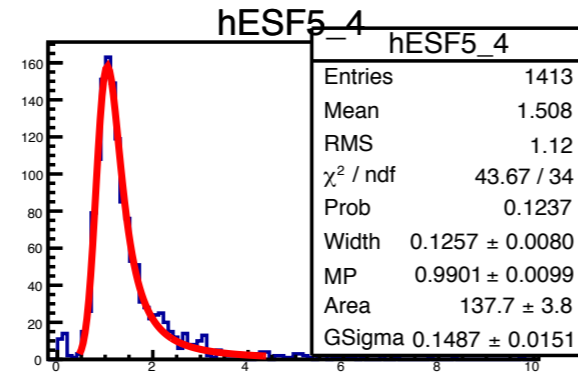 hESF5_4
hESF5_4
Entries 1413
Mean 1.508
RMS 1.12
χ² / ndf 43.67 / 34
Prob 0.1237
Width 0.1257 ± 0.0080
MP 0.9901 ± 0.0099
Area 137.7 ± 3.8
GSigma 0.1487 ± 0.0151
160
140
120
100
80
60
40
20
0
0 2 4 6 8 10